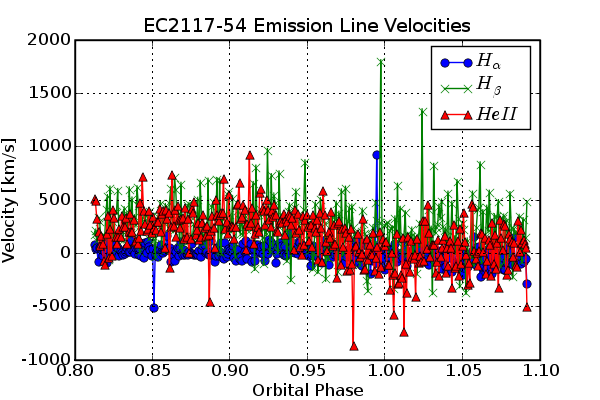 EC2117-54 Emission Line Velocities
2000
1500
1000
500
0
-500
-1000
Velocity [km/s]
Hα
Hβ
HeII
0.80 0.85 0.90 0.95 1.00 1.05 1.10
Orbital Phase